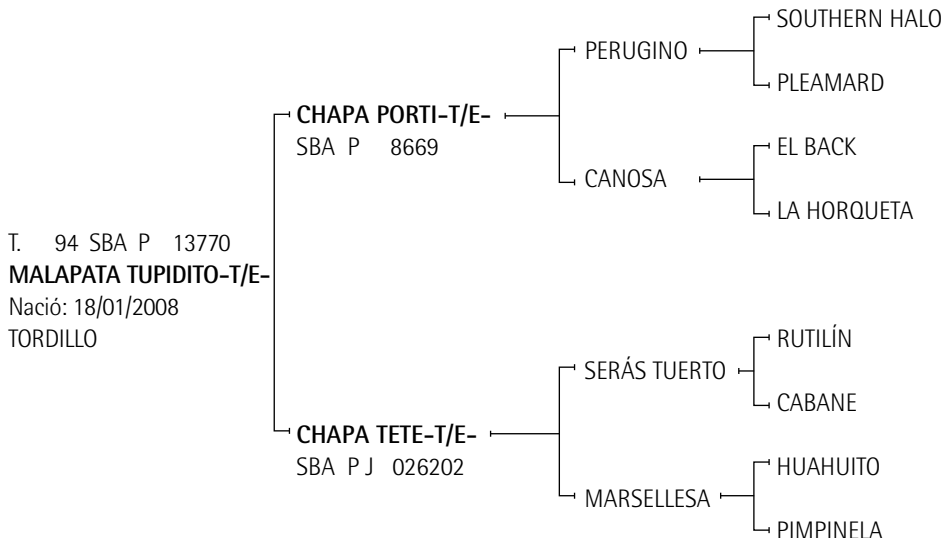 SOUTHERN HALO
PERUGINO
PLEAMARD
CHAPA PORTI-T/E-
SBA P 8669
EL BACK
CANOSA
LA HORQUETA
T. 94 SBA P 13770
MALAPATA TUPIDITO-T/E-
Nació: 18/01/2008
TORDILLO
RUTILÍN
SERÁS TUERTO
CABANE
CHAPA TETE-T/E-
SBA P J 026202
HUAHUITO
MARSELLESA
PIMPINELA